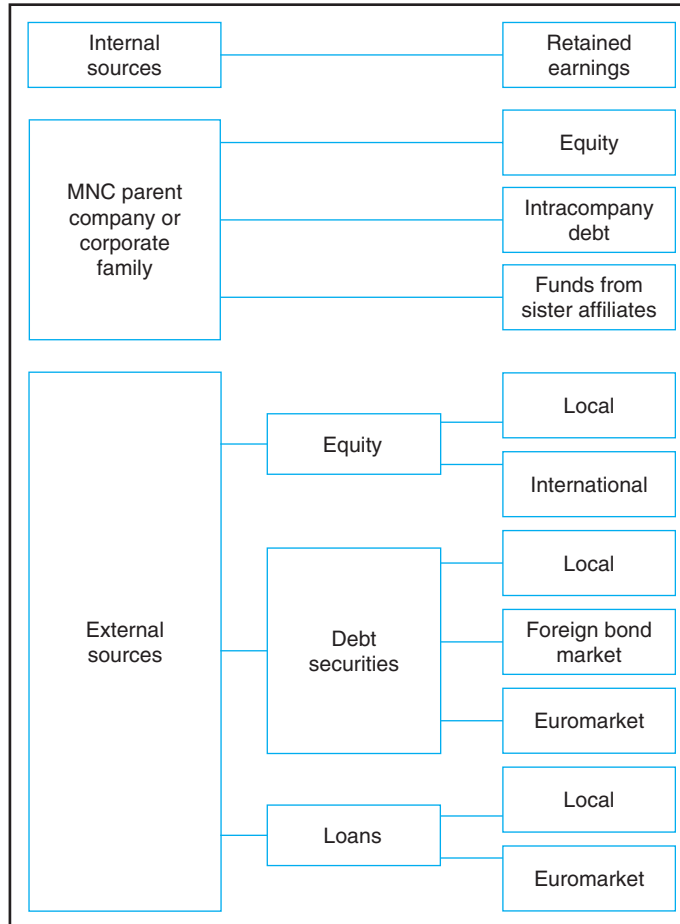 Internal
sources
Retained
earnings
MNC parent
company or
corporate
family
Equity
Intracompany
debt
Funds from
sister affiliates
External
sources
Equity
Local
International
Debt
securities
Local
Foreign bond
market
Euromarket
Loans
Local
Euromarket